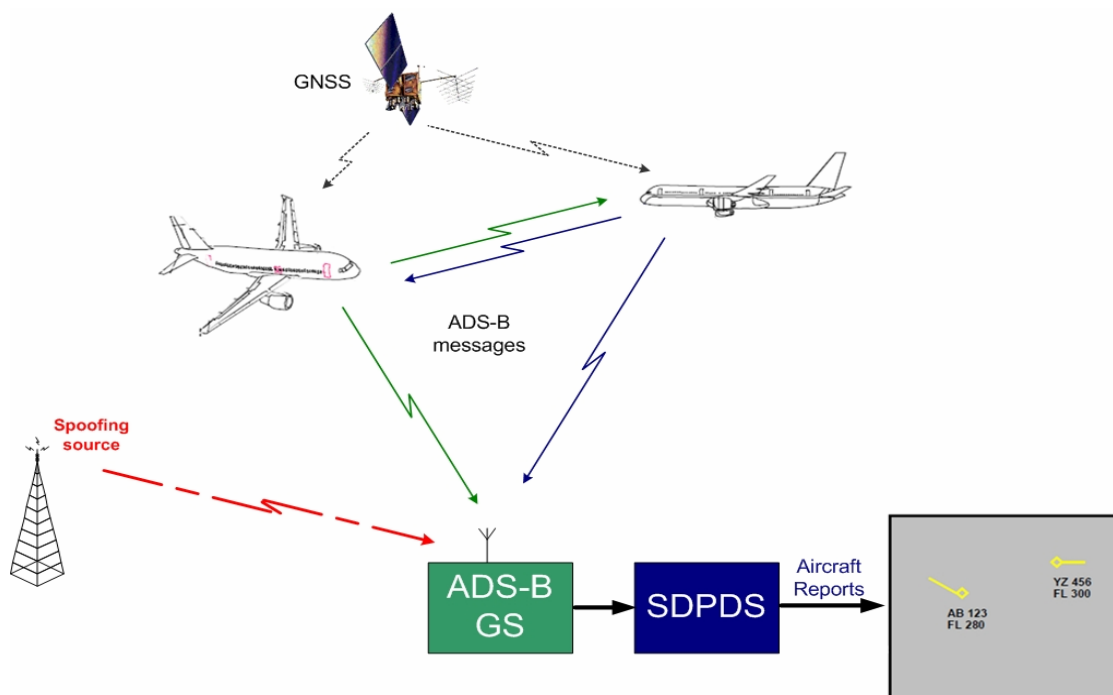 GNSS
ADS-B
messages
Spoofing
source
ADS-B
GS
SDPDS
Aircraft
Reports
YZ 456
FL 300
AB 123
FL 280